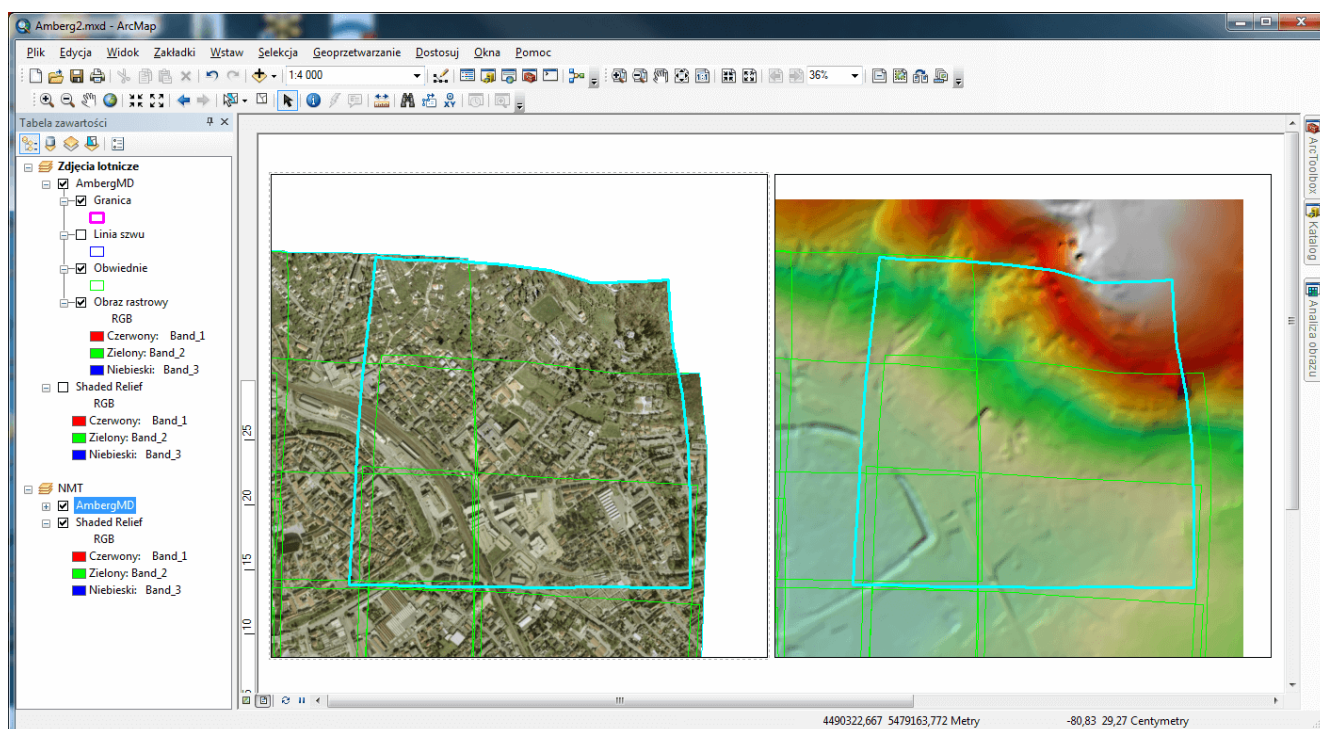 Amberg2.mxd - ArcMap
Plik Edycja Widok Zakładki Wstaw Selekcja Geoprzetwarzanie Dostosuj Okna Pomoc
1:4 000 36%
Tabela zawartości
Zdjęcia lotnicze
AmbergMD
Granica
Linia szwu
Obwiednie
Obraz rastrowy
RGB
Czerwony: Band_1
Zielony: Band_2
Niebieski: Band_3
Shaded Relief
RGB
Czerwony: Band_1
Zielony: Band_2
Niebieski: Band_3
NMT
AmbergMD
Shaded Relief
RGB
Czerwony: Band_1
Zielony: Band_2
Niebieski: Band_3
25
20
15
10
ArcToolbox
Katalog
Analiza obrazu
4490322,667 5479163,772 Metry -80,83 29,27 Centymetry